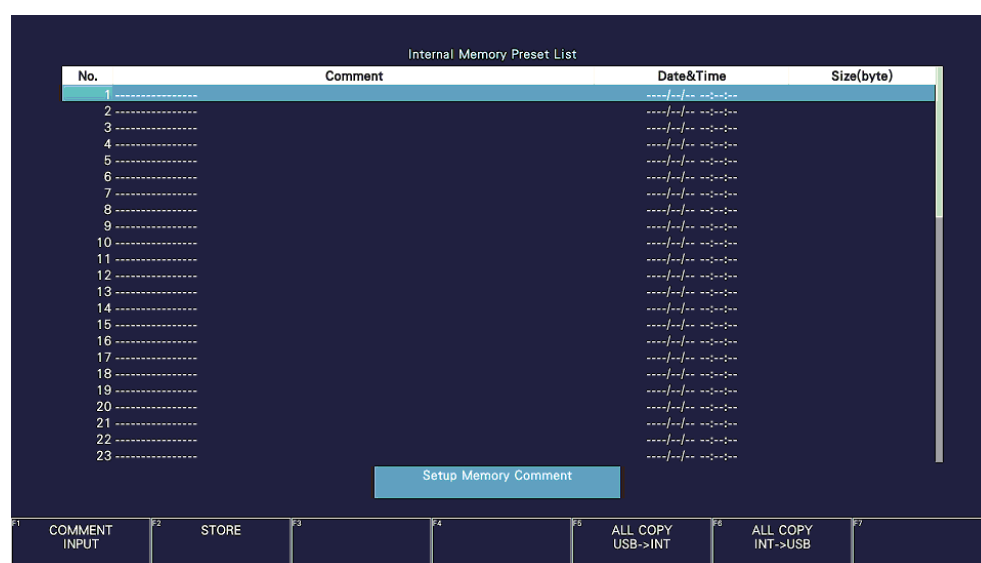 Internal Memory Preset List
No. Comment Date&Time Size(byte)
1 ---------------- ----/--/-- --:--:--
2 ---------------- ----/--/-- --:--:--
3 ---------------- ----/--/-- --:--:--
4 ---------------- ----/--/-- --:--:--
5 ---------------- ----/--/-- --:--:--
6 ---------------- ----/--/-- --:--:--
7 ---------------- ----/--/-- --:--:--
8 ---------------- ----/--/-- --:--:--
9 ---------------- ----/--/-- --:--:--
10 ---------------- ----/--/-- --:--:--
11 ---------------- ----/--/-- --:--:--
12 ---------------- ----/--/-- --:--:--
13 ---------------- ----/--/-- --:--:--
14 ---------------- ----/--/-- --:--:--
15 ---------------- ----/--/-- --:--:--
16 ---------------- ----/--/-- --:--:--
17 ---------------- ----/--/-- --:--:--
18 ---------------- ----/--/-- --:--:--
19 ---------------- ----/--/-- --:--:--
20 ---------------- ----/--/-- --:--:--
21 ---------------- ----/--/-- --:--:--
22 ---------------- ----/--/-- --:--:--
23 ---------------- ----/--/-- --:--:--
Setup Memory Comment
F1 COMMENT
INPUT
F2 STORE
F3
F4
F5 ALL COPY
USB->INT
F6 ALL COPY
INT->USB
F7